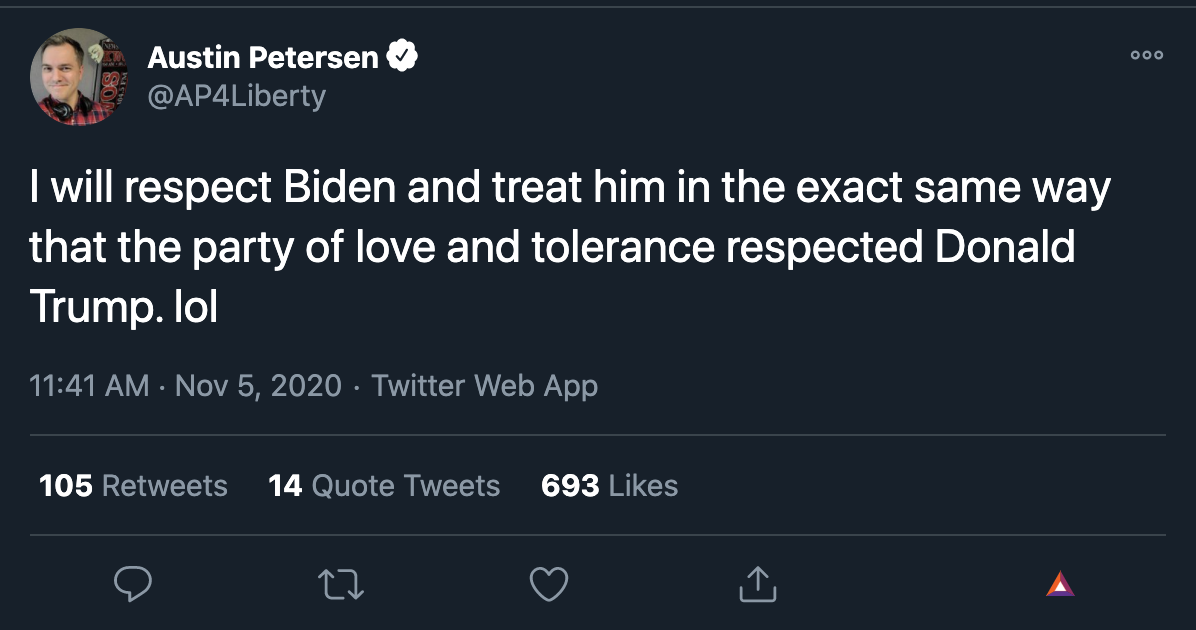 Austin Petersen
@AP4Liberty
I will respect Biden and treat him in the exact same way
that the party of love and tolerance respected Donald
Trump. lol
11:41 AM · Nov 5, 2020 · Twitter Web App
105 Retweets 14 Quote Tweets 693 Likes